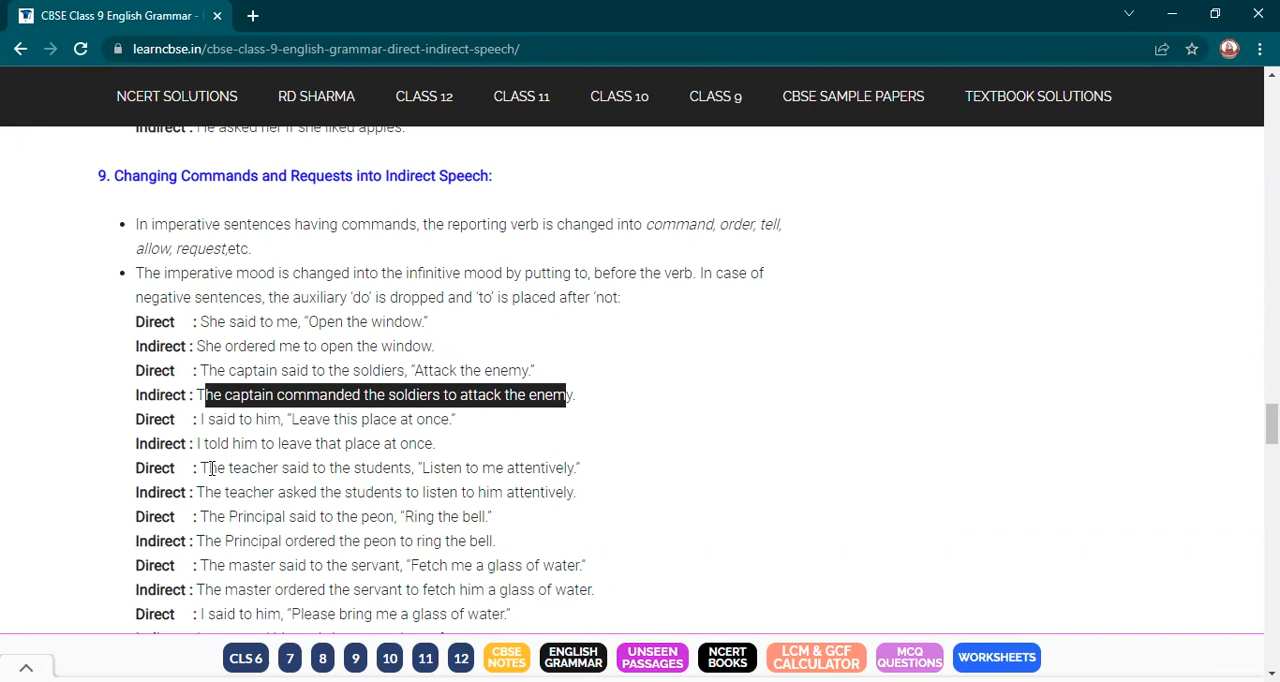 CBSE Class 9 English Grammar -
learncbse.in/cbse-class-9-english-grammar-direct-indirect-speech/
NCERT SOLUTIONS RD SHARMA CLASS 12 CLASS 11 CLASS 10 CLASS 9 CBSE SAMPLE PAPERS TEXTBOOK SOLUTIONS
Indirect : He asked her if she liked apples.
9. Changing Commands and Requests into Indirect Speech:
• In imperative sentences having commands, the reporting verb is changed into command, order, tell,
allow, request,etc.
• The imperative mood is changed into the infinitive mood by putting to, before the verb. In case of
negative sentences, the auxiliary ‘do’ is dropped and ‘to’ is placed after ‘not:
Direct : She said to me, “Open the window.”
Indirect : She ordered me to open the window.
Direct : The captain said to the soldiers, “Attack the enemy.”
Indirect : The captain commanded the soldiers to attack the enemy.
Direct : I said to him, “Leave this place at once.”
Indirect : I told him to leave that place at once.
Direct : The teacher said to the students, “Listen to me attentively.”
Indirect : The teacher asked the students to listen to him attentively.
Direct : The Principal said to the peon, “Ring the bell.”
Indirect : The Principal ordered the peon to ring the bell.
Direct : The master said to the servant, “Fetch me a glass of water.”
Indirect : The master ordered the servant to fetch him a glass of water.
Direct : I said to him, “Please bring me a glass of water.”
CLS 6 7 8 9 10 11 12 CBSE NOTES ENGLISH GRAMMAR UNSEEN PASSAGES NCERT BOOKS LCM & GCF CALCULATOR MCQ QUESTIONS WORKSHEETS